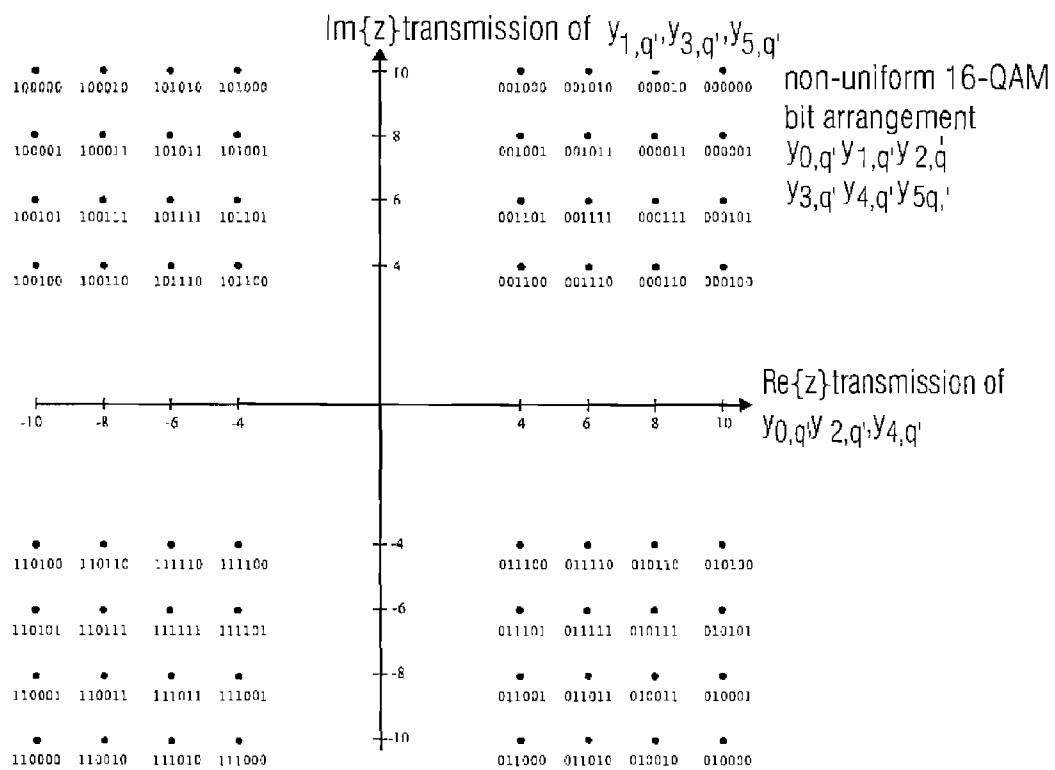 Im{z} transmission of y1,q',y3,q',y5,q'
non-uniform 16-QAM
bit arrangement
y0,q' y1,q' y2,q'
y3,q' y4,q' y5q,'
10
100000 100010 101010 101000 001000 001010 000010 000000
8
100001 100011 101011 101001 001001 001011 000011 000001
6
100101 100111 101111 101101 001101 001111 000111 000101
4
100100 100110 101110 101100 001100 001110 000110 000100
Re{z} transmission of
y0,q'y 2,q',y4,q'
-10 -8 -6 -4 4 6 8 10
-4
110100 110110 111110 111100 011100 011110 010110 010100
-6
110101 110111 111111 111101 011101 011111 010111 010101
-8
110001 110011 111011 111001 011001 011011 010011 010001
-10
110000 110010 111010 111000 011000 011010 010010 010000